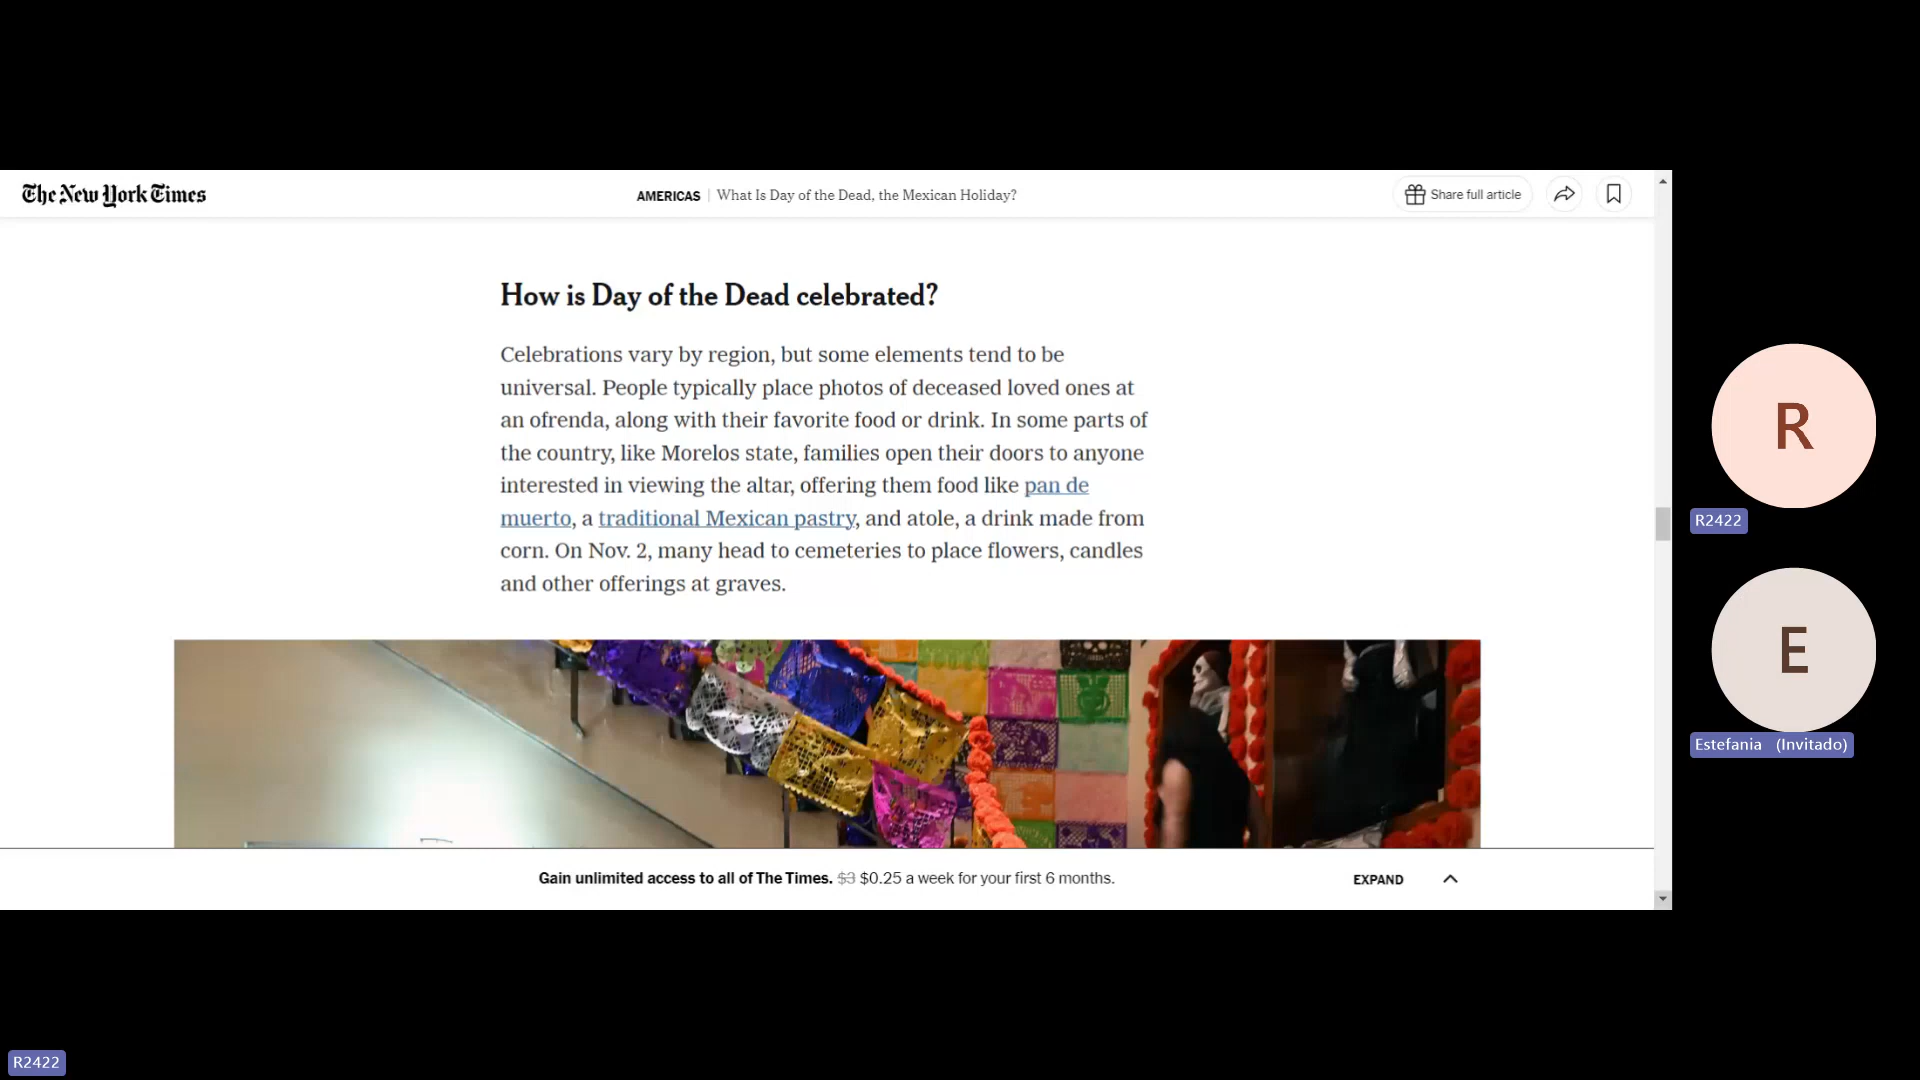 The New York Times
AMERICAS | What Is Day of the Dead, the Mexican Holiday?
Share full article
How is Day of the Dead celebrated?
Celebrations vary by region, but some elements tend to be
universal. People typically place photos of deceased loved ones at
an ofrenda, along with their favorite food or drink. In some parts of
the country, like Morelos state, families open their doors to anyone
interested in viewing the altar, offering them food like pan de
muerto, a traditional Mexican pastry, and atole, a drink made from
corn. On Nov. 2, many head to cemeteries to place flowers, candles
and other offerings at graves.
Gain unlimited access to all of The Times. $3 $0.25 a week for your first 6 months.
EXPAND
R
R2422
E
Estefania (Invitado)
R2422